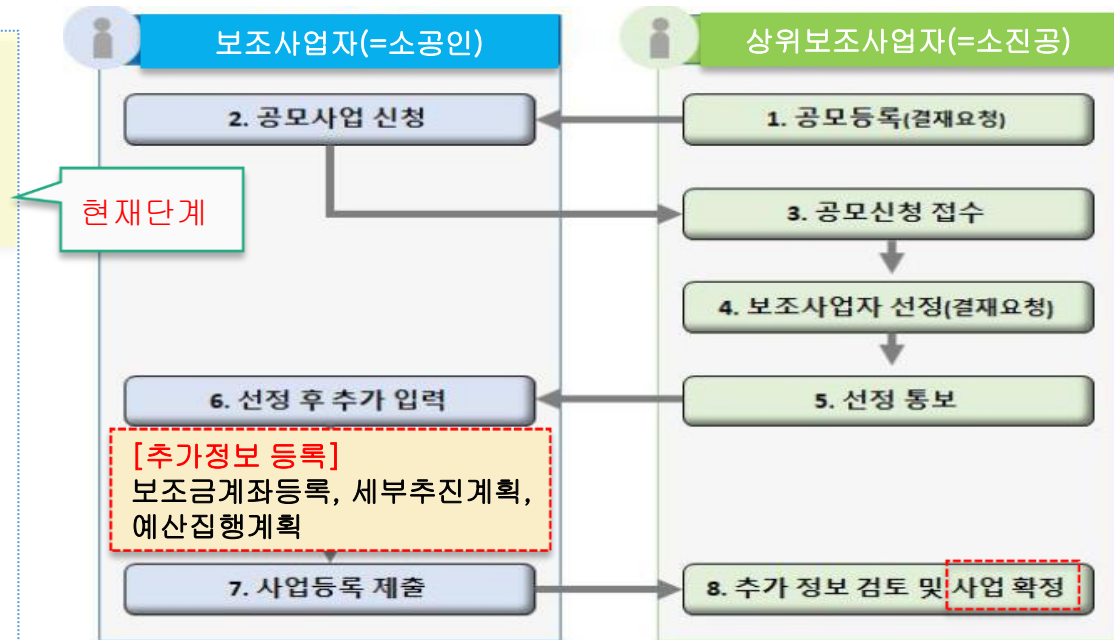 보조사업자(=소공인)
상위보조사업자(=소진공)
2. 공모사업 신청
1. 공모등록(결재요청)
현재단계
3. 공모신청 접수
4. 보조사업자 선정(결재요청)
6. 선정 후 추가 입력
5. 선정 통보
[추가정보 등록]
보조금계좌등록, 세부추진계획,
예산집행계획
7. 사업등록 제출
8. 추가 정보 검토 및 사업 확정